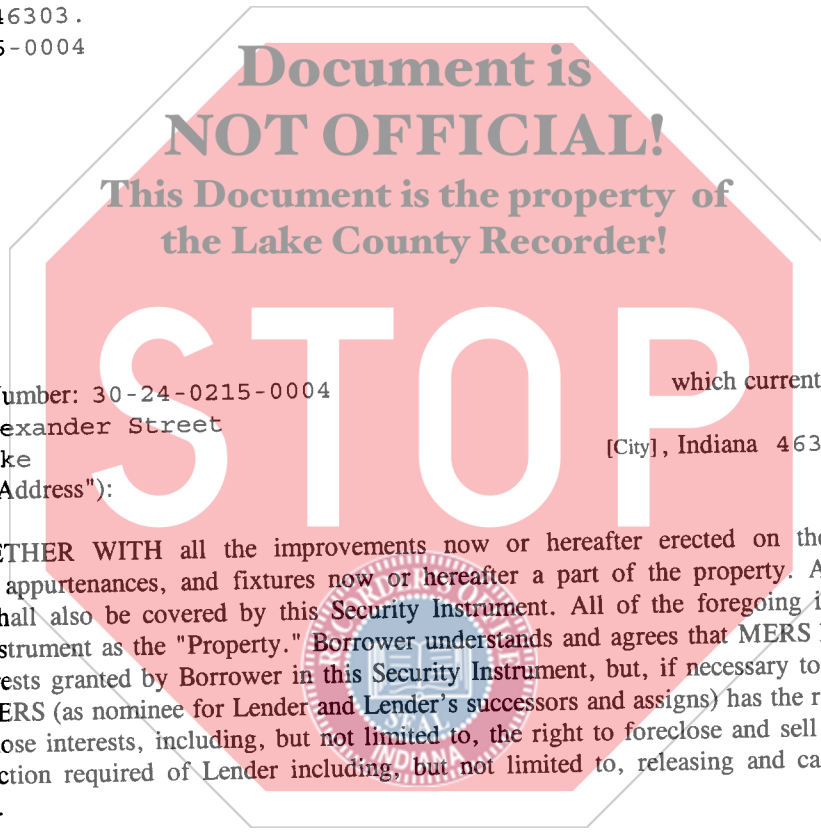 46303.
5-0004
Document is
NOT OFFICIAL!
This Document is the property of
the Lake County Recorder!
STOP
umber: 30-24-0215-0004 which current
exander Street
ke [City], Indiana 463
Address"):
ETHER WITH all the improvements now or hereafter erected on the
appurtenances, and fixtures now or hereafter a part of the property. A
hall also be covered by this Security Instrument. All of the foregoing i
strument as the "Property." Borrower understands and agrees that MERS
ests granted by Borrower in this Security Instrument, but, if necessary to
ERS (as nominee for Lender and Lender's successors and assigns) has the r
ose interests, including, but not limited to, the right to foreclose and sell
ction required of Lender including, but not limited to, releasing and ca
RECORDER OF
SEAL
INDIANA